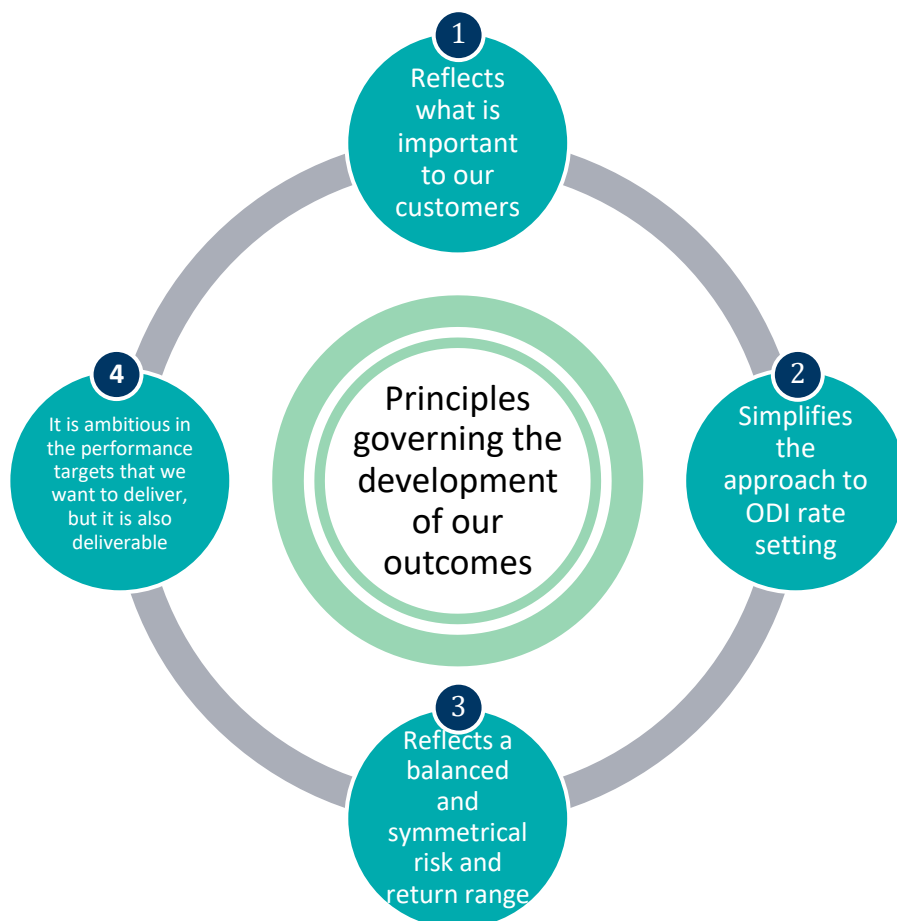 1
Reflects
what is
important
to our
customers
2
Simplifies
the
approach to
ODI rate
setting
3
Reflects a
balanced
and
symmetrical
risk and
return range
4
It is ambitious in
the performance
targets that we
want to deliver,
but it is also
deliverable
Principles
governing the
development
of our
outcomes